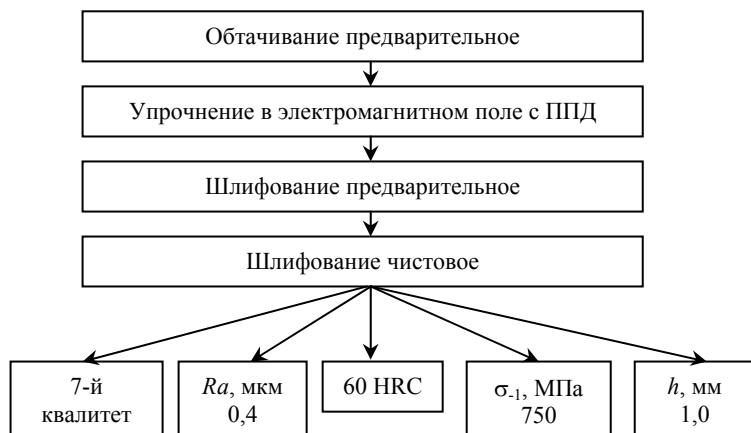 Обтачивание предварительное
Упрочнение в электромагнитном поле с ППД
Шлифование предварительное
Шлифование чистовое
7-й
квалитет
Ra, мкм
0,4
60 HRC
σ-1, МПа
750
h, мм
1,0